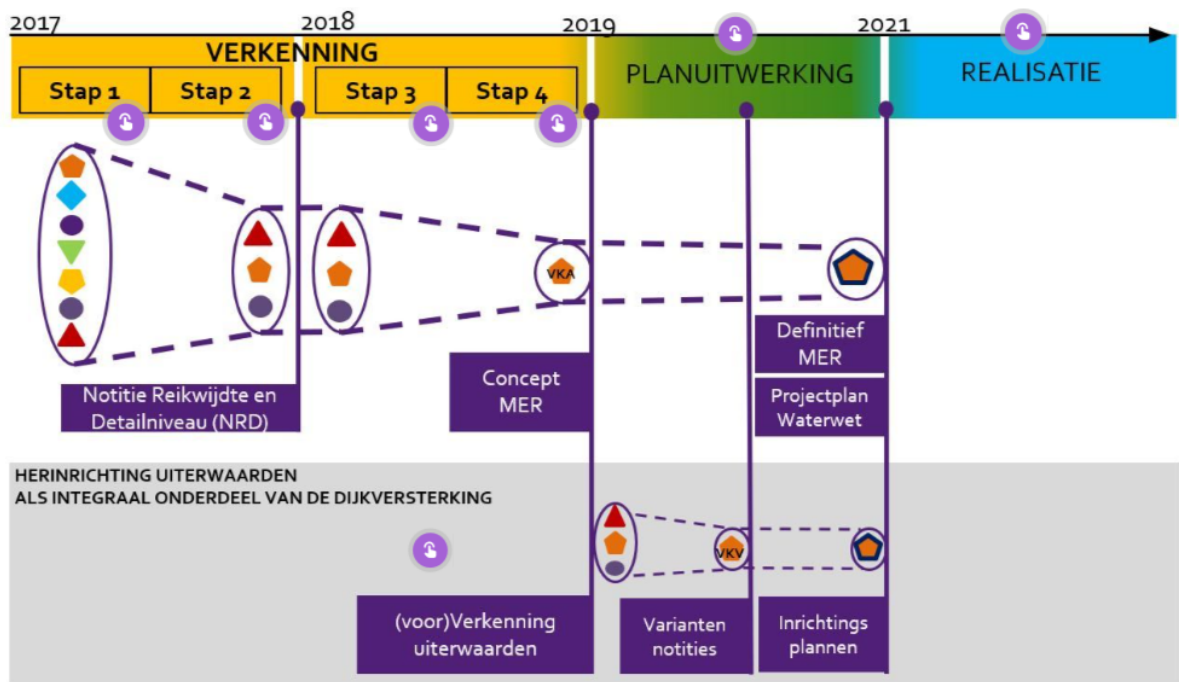 2017
2018
2019
2021
VERKENNING
PLANUITWERKING
REALISATIE
Stap 1
Stap 2
Stap 3
Stap 4
VKA
Notitie Reikwijdte en
Detailniveau (NRD)
Concept
MER
Definitief
MER
Projectplan
Waterwet
HERINRICHTING UITERWAARDEN
ALS INTEGRAAL ONDERDEEL VAN DE DIJKVERSTERKING
VKV
(voor)Verkenning
uiterwaarden
Varianten
notities
Inrichtings
plannen